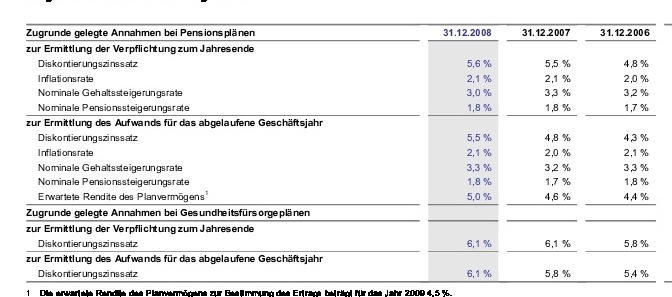 Zugrunde gelegte Annahmen bei Pensionsplänen 31.12.2008 31.12.2007 31.12.2006
zur Ermittlung der Verpflichtung zum Jahresende
Diskontierungszinssatz 5,6 % 5,5 % 4,8 %
Inflationsrate 2,1 % 2,1 % 2,0 %
Nominale Gehaltssteigerungsrate 3,0 % 3,3 % 3,2 %
Nominale Pensionssteigerungsrate 1,8 % 1,8 % 1,7 %
zur Ermittlung des Aufwands für das abgelaufene Geschäftsjahr
Diskontierungszinssatz 5,5 % 4,8 % 4,3 %
Inflationsrate 2,1 % 2,0 % 2,1 %
Nominale Gehaltssteigerungsrate 3,3 % 3,2 % 3,3 %
Nominale Pensionssteigerungsrate 1,8 % 1,7 % 1,8 %
Erwartete Rendite des Planvermögens1 5,0 % 4,6 % 4,4 %
Zugrunde gelegte Annahmen bei Gesundheitsfürsorgeplänen
zur Ermittlung der Verpflichtung zum Jahresende
Diskontierungszinssatz 6,1 % 6,1 % 5,8 %
zur Ermittlung des Aufwands für das abgelaufene Geschäftsjahr
Diskontierungszinssatz 6,1 % 5,8 % 5,4 %
1 Die erwartete Rendite des Planvermögens zur Bestimmung des Ertrags beträgt für das Jahr 2009 4,5 %.